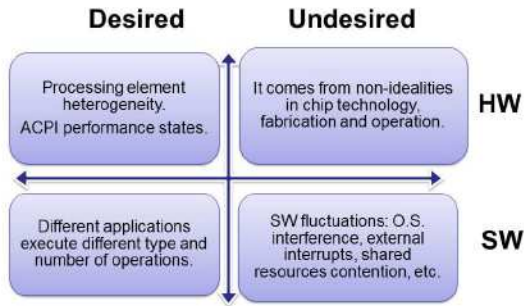 Desired
Undesired
Processing element
heterogeneity.
ACPI performance states.
It comes from non-idealities
in chip technology,
fabrication and operation.
HW
Different applications
execute different type and
number of operations.
SW fluctuations: O.S.
interference, external
interrupts, shared
resources contention, etc.
SW